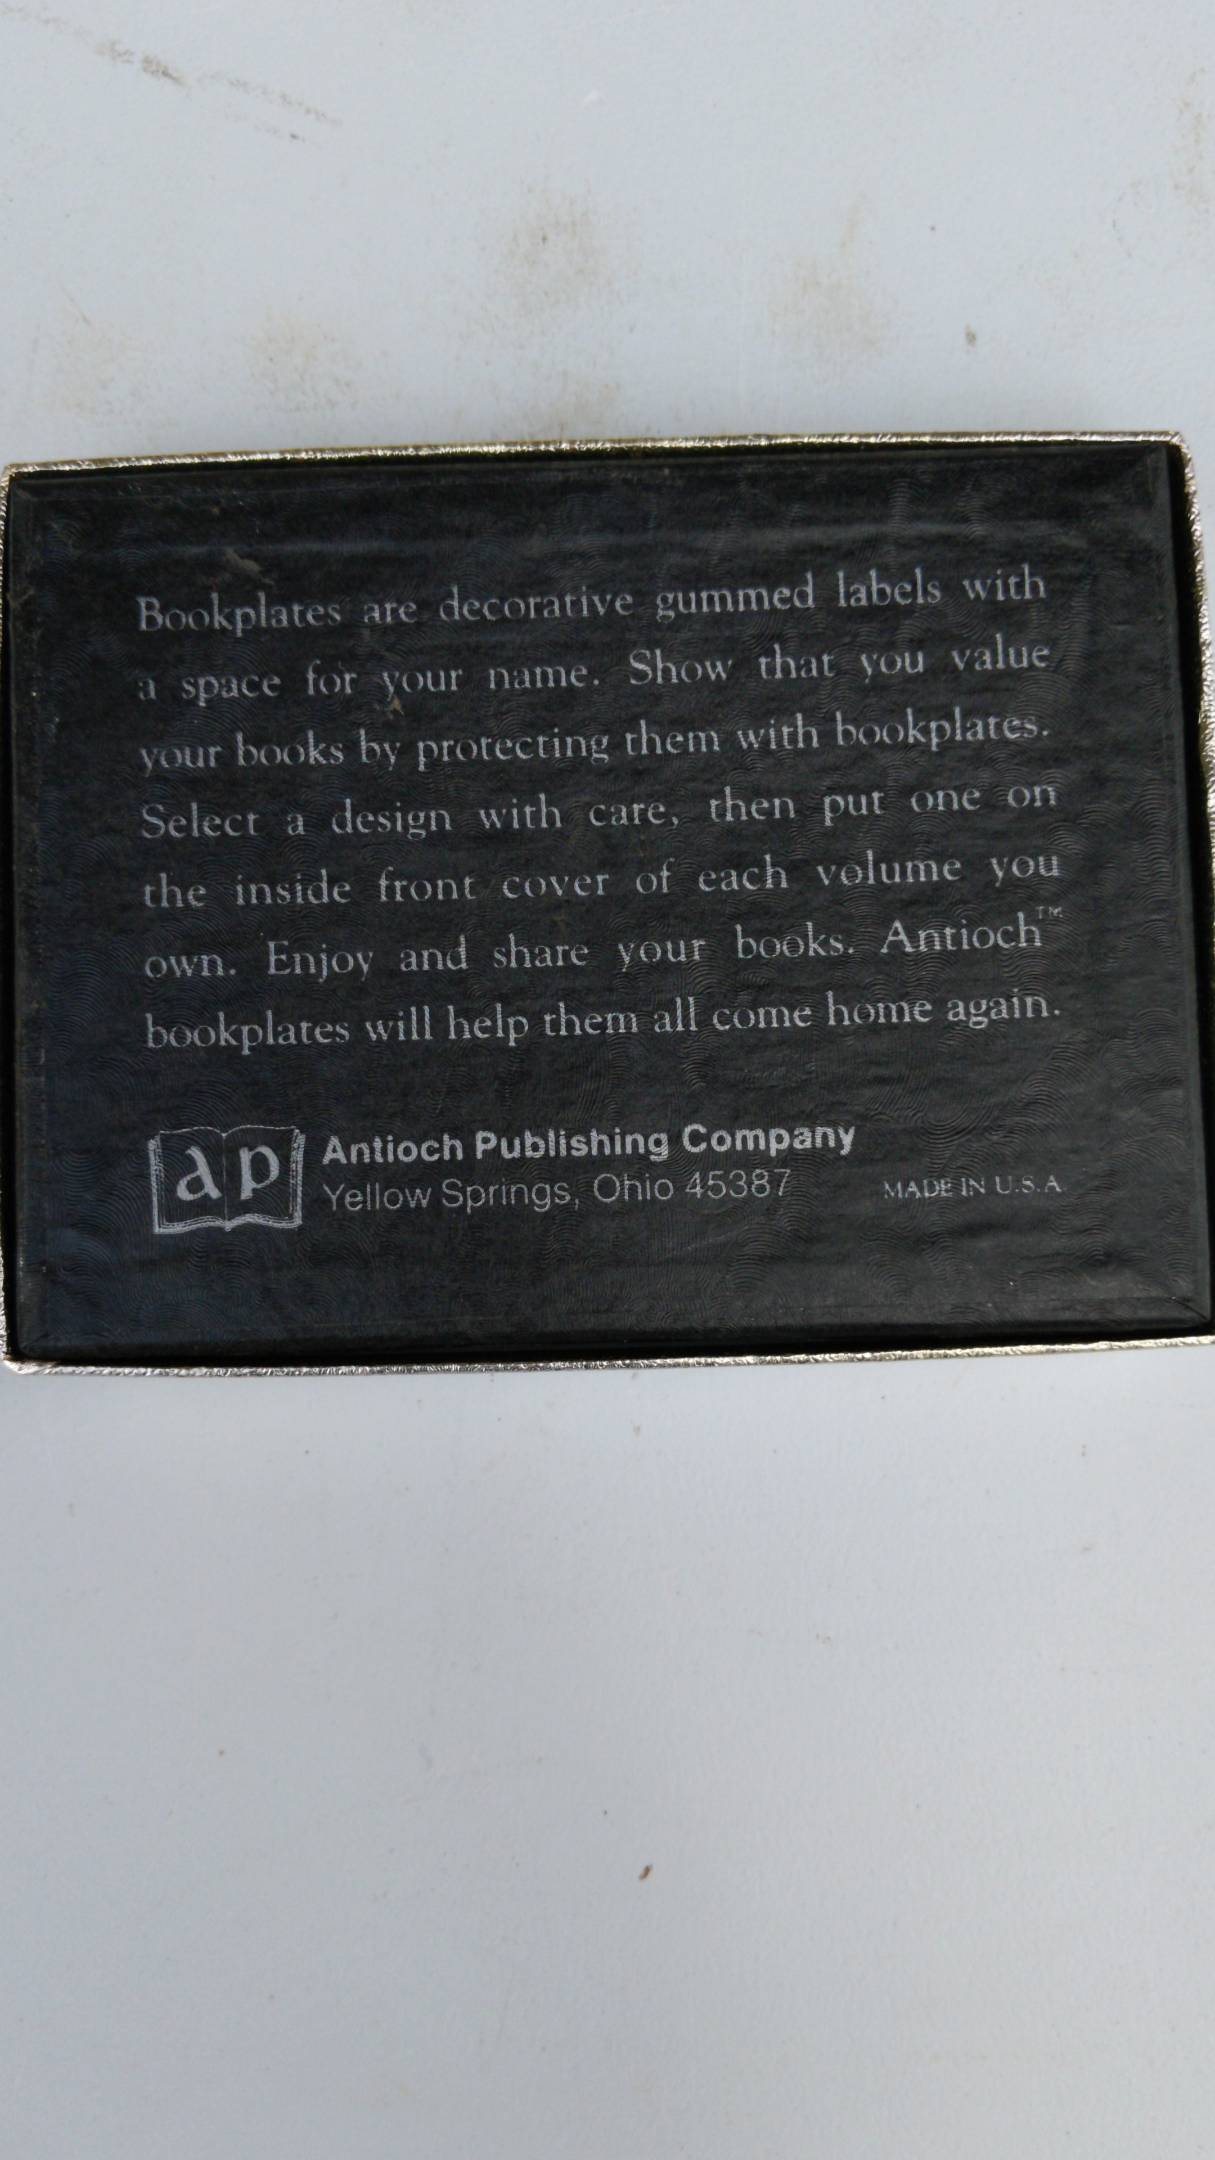 Bookplates are decorative gummed labels with
a space for your name. Show that you value
your books by protecting them with bookplates.
Select a design with care, then put one on
the inside front cover of each volume you
own. Enjoy and share your books. Antioch™
bookplates will help them all come home again.
ap
Antioch Publishing Company
Yellow Springs, Ohio 45387
MADE IN U.S.A.